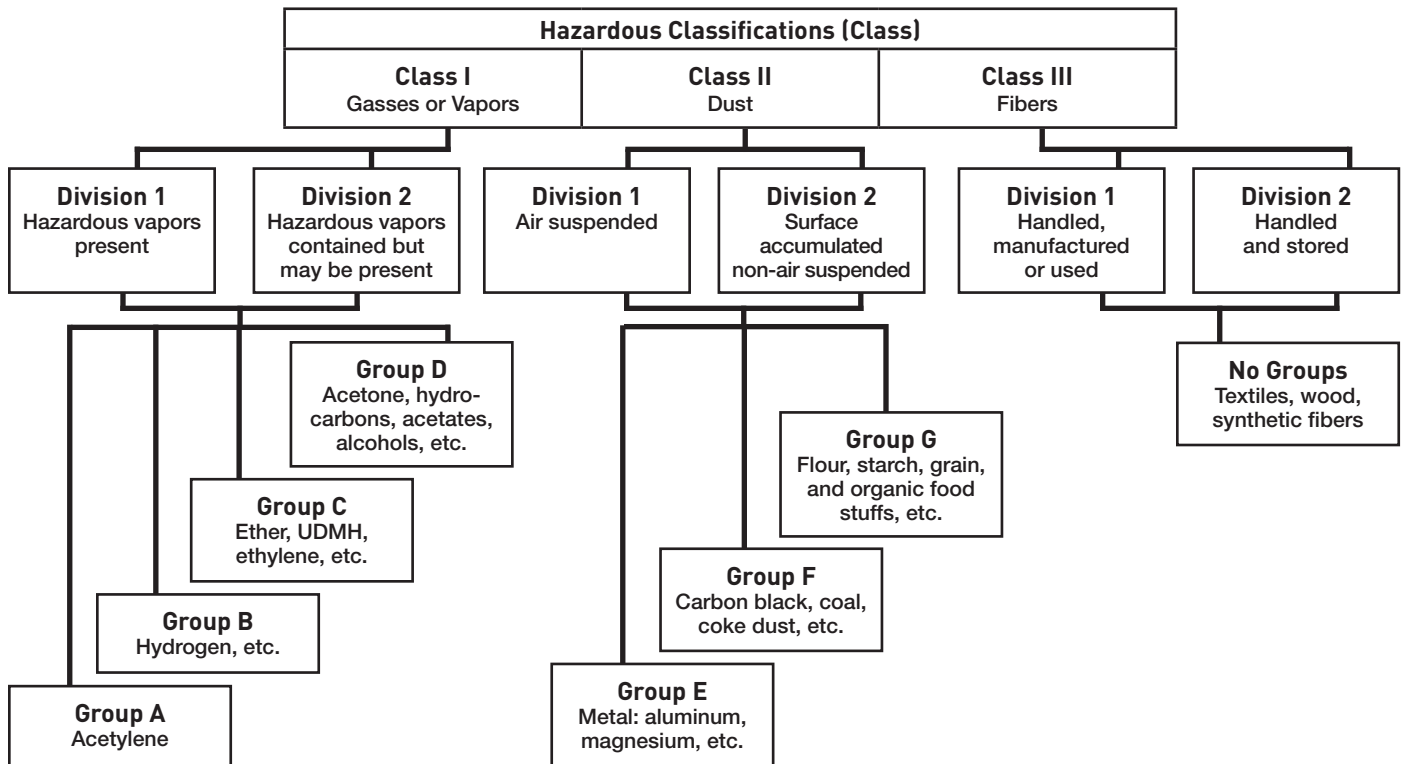 Hazardous Classifications (Class)
Class I
Gasses or Vapors
Class II
Dust
Class III
Fibers
Division 1
Hazardous vapors
present
Division 2
Hazardous vapors
contained but
may be present
Division 1
Air suspended
Division 2
Surface
accumulated
non-air suspended
Division 1
Handled,
manufactured
or used
Division 2
Handled
and stored
Group D
Acetone, hydro-
carbons, acetates,
alcohols, etc.
Group C
Ether, UDMH,
ethylene, etc.
Group B
Hydrogen, etc.
Group A
Acetylene
Group G
Flour, starch, grain,
and organic food
stuffs, etc.
Group F
Carbon black, coal,
coke dust, etc.
Group E
Metal: aluminum,
magnesium, etc.
No Groups
Textiles, wood,
synthetic fibers